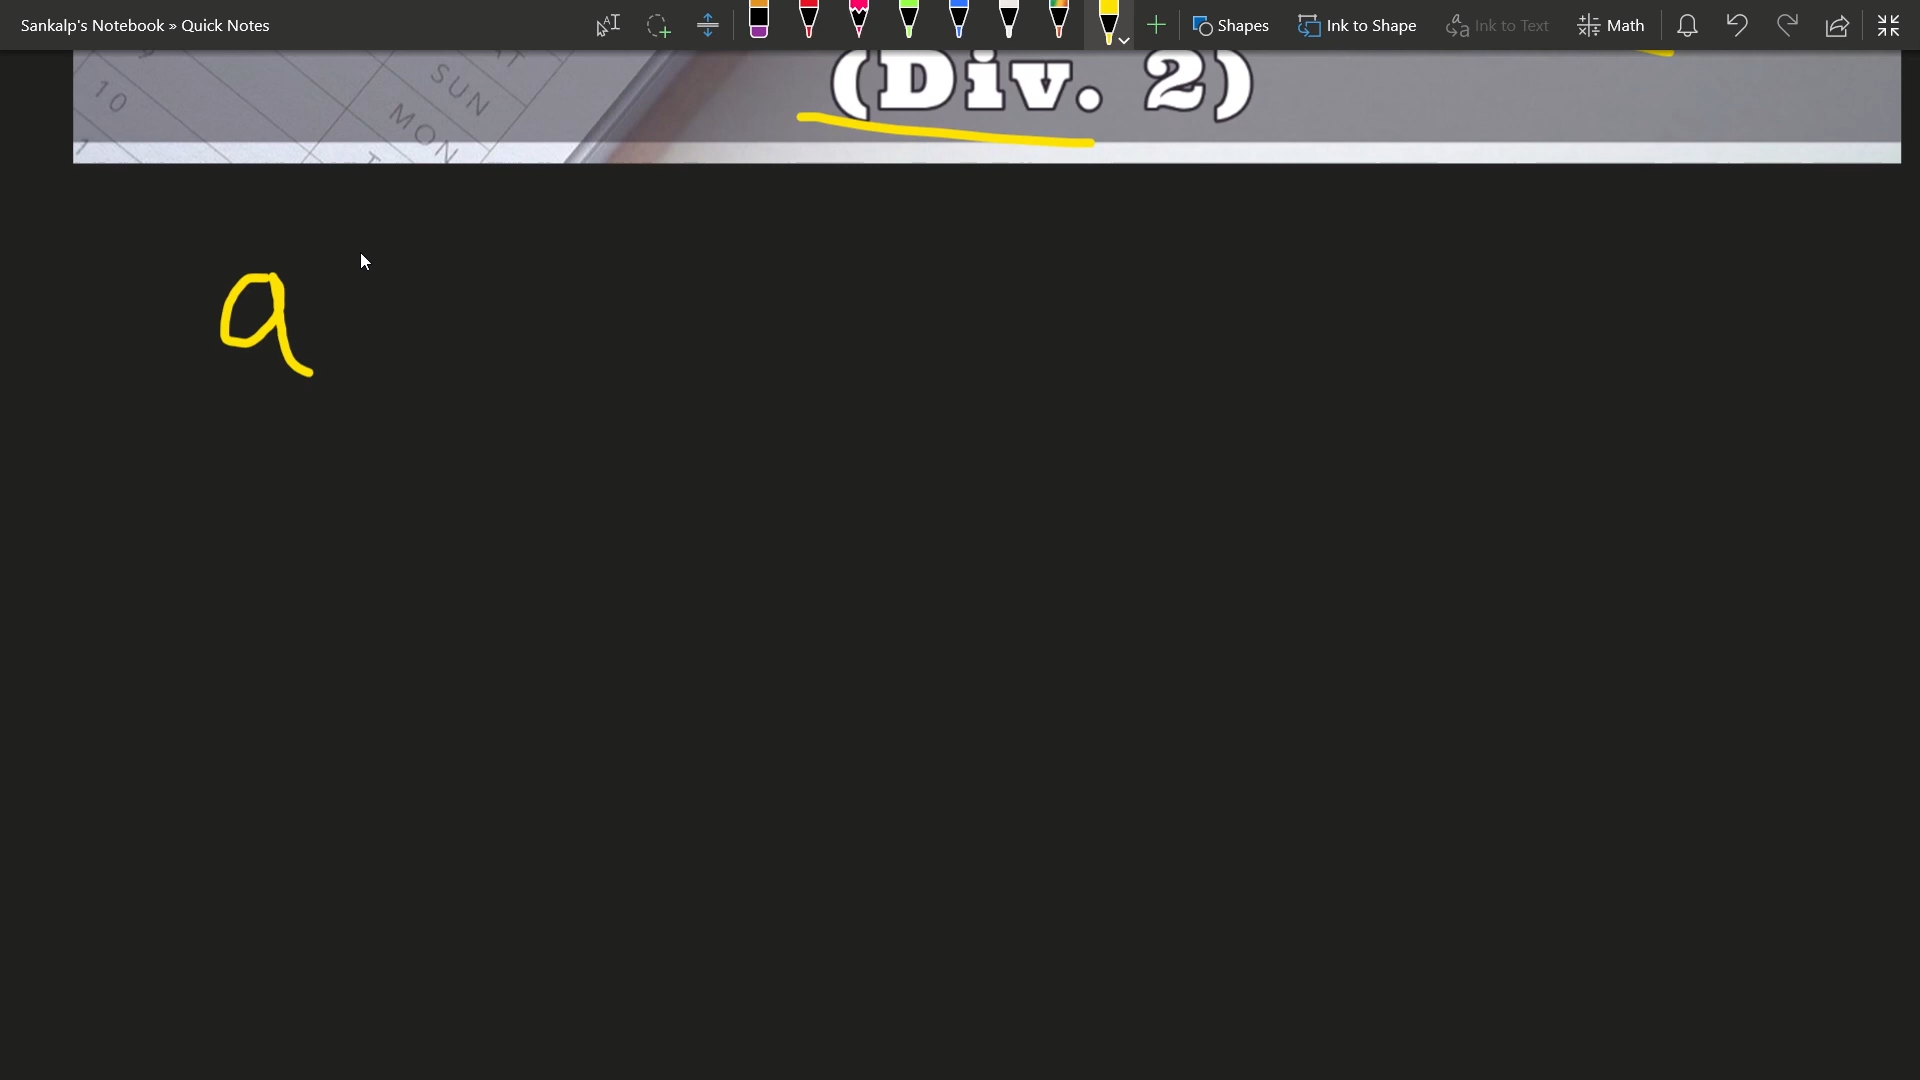 Sankalp's Notebook » Quick Notes
Shapes
Ink to Shape
Ink to Text
Math
(Div. 2)
SUN
MON
10
a